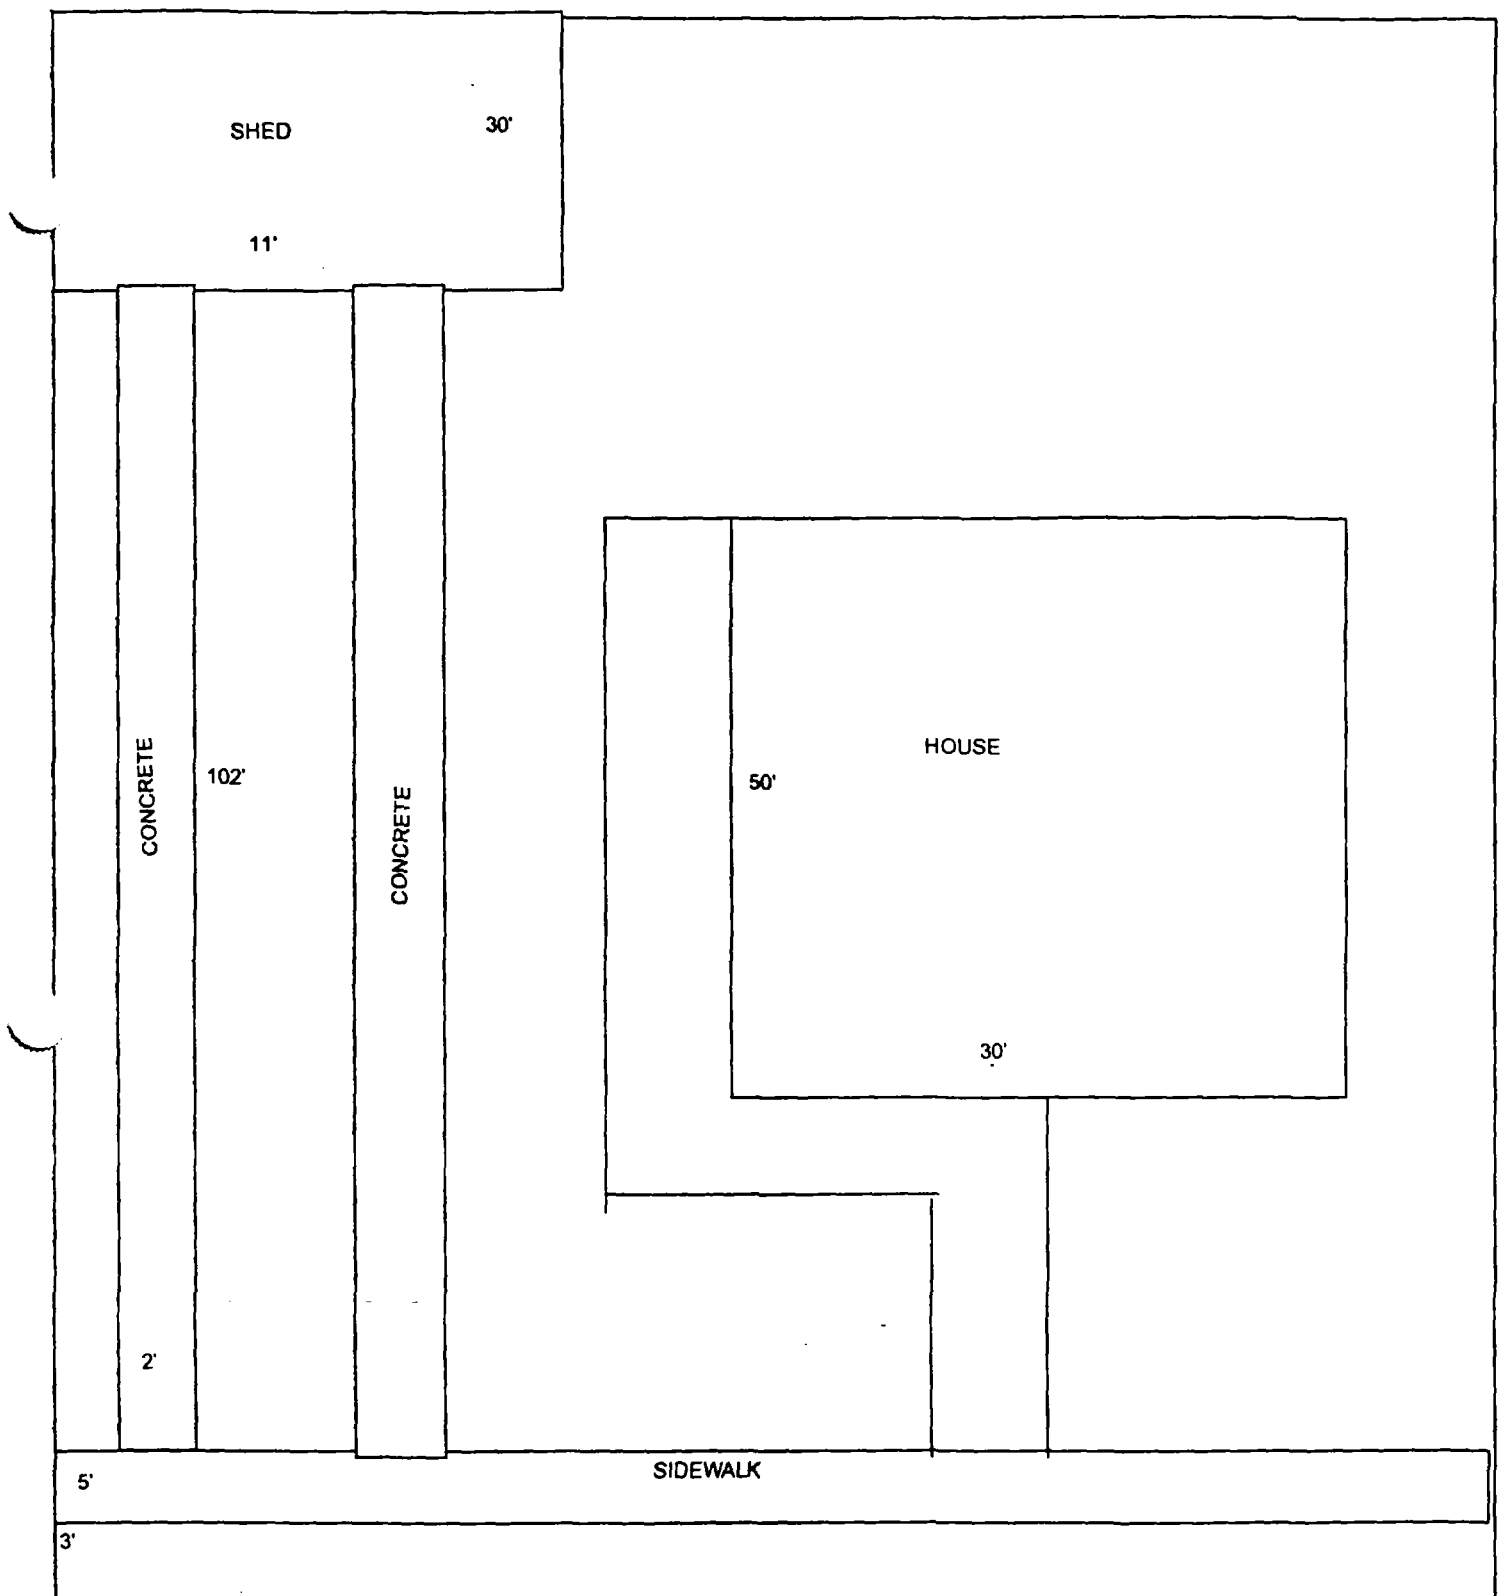 SHED
30'
11'
CONCRETE
102'
CONCRETE
HOUSE
50'
30'
2'
SIDEWALK
5'
3'